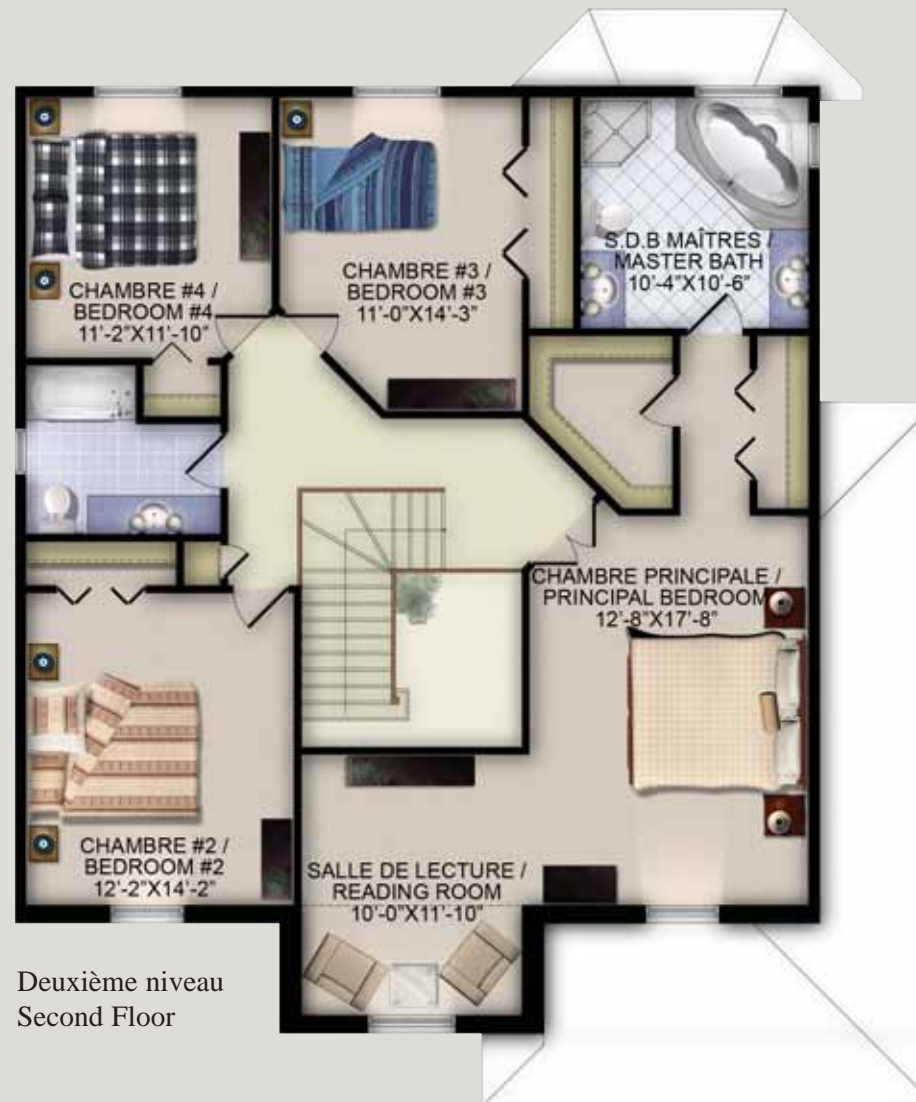 S.D.B MAÎTRES /
MASTER BATH
10'-4"X10'-6"
CHAMBRE #4 /
BEDROOM #4
11'-2"X11'-10"
CHAMBRE #3 /
BEDROOM #3
11'-0"X14'-3"
CHAMBRE PRINCIPALE /
PRINCIPAL BEDROOM
12'-8"X17'-8"
CHAMBRE #2 /
BEDROOM #2
12'-2"X14'-2"
SALLE DE LECTURE /
READING ROOM
10'-0"X11'-10"
Deuxième niveau
Second Floor